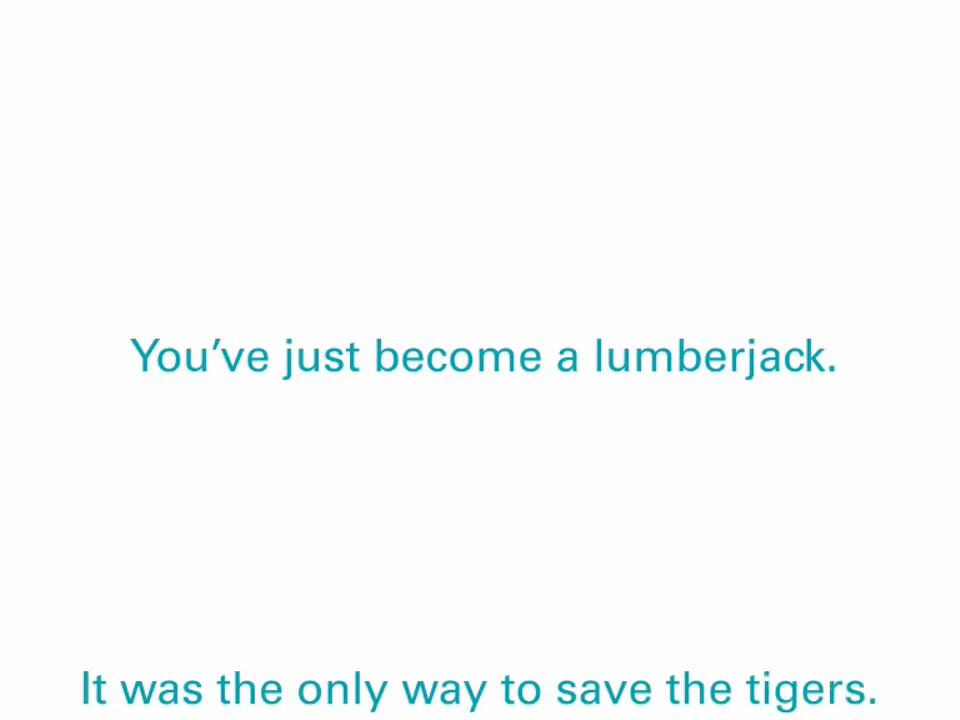 You’ve just become a lumberjack.
It was the only way to save the tigers.